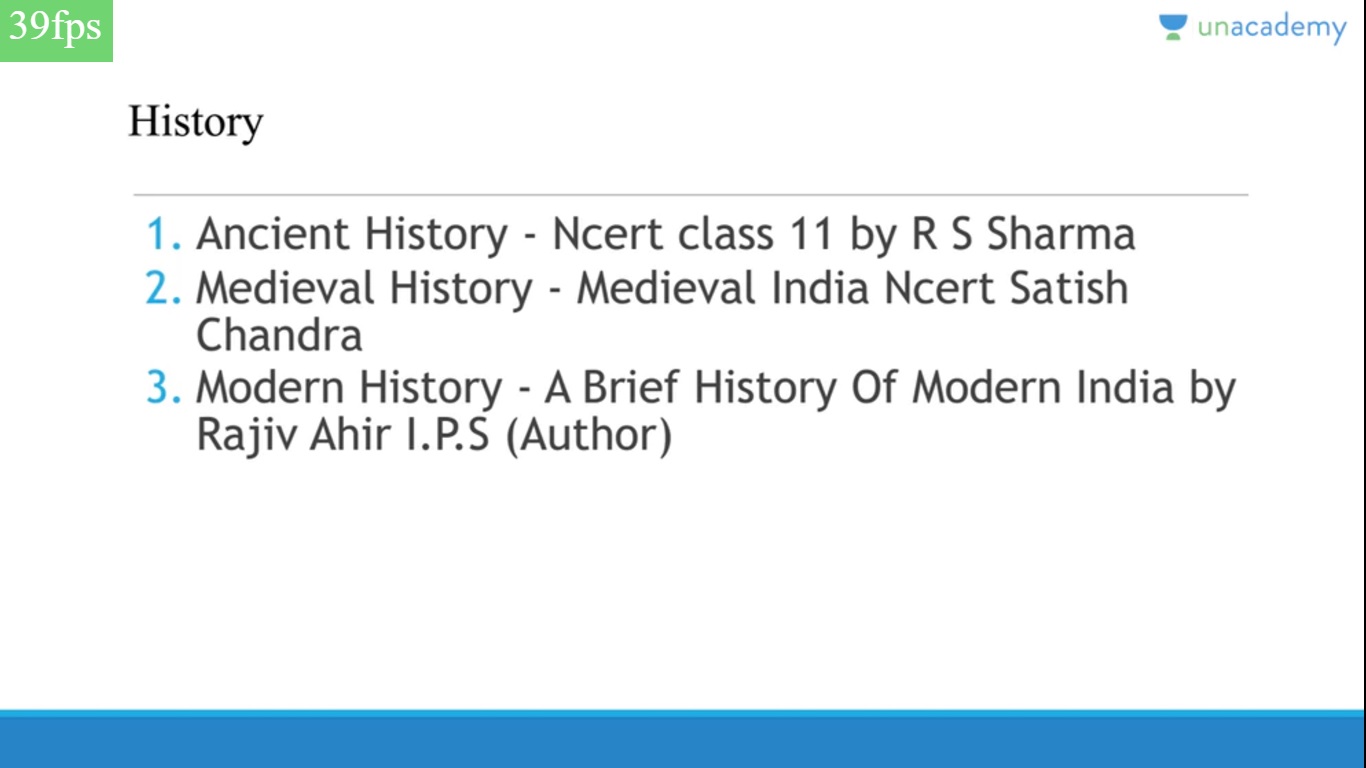 39fps
unacademy
History
1. Ancient History - Ncert class 11 by R S Sharma
2. Medieval History - Medieval India Ncert Satish
Chandra
3. Modern History - A Brief History Of Modern India by
Rajiv Ahir I.P.S (Author)